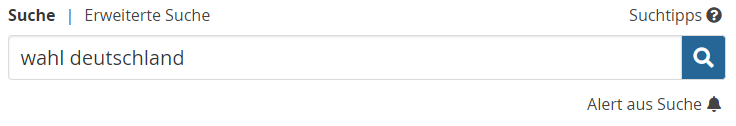 Suche | Erweiterte Suche Suchtipps
wahl deutschland
Alert aus Suche